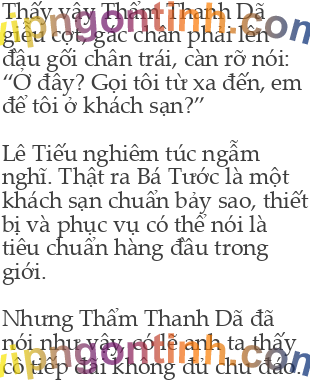 Thấy vậy Thẩm Thanh Dã
giễu cợt, gác chân phải lên
đầu gối chân trái, càn rỡ nói:
“Ở đây? Gọi tôi từ xa đến, em
để tôi ở khách sạn?”
Lê Tiếu nghiêm túc ngẫm
nghĩ. Thật ra Bá Tước là một
khách sạn chuẩn bảy sao, thiết
bị và phục vụ có thể nói là
tiêu chuẩn hàng đầu trong
giới.
Nhưng Thẩm Thanh Dã đã
nói như vậy, có lẽ anh ta thấy
cô tiếp đãi không đủ chu đáo.
vipngontinh.com
vipngontinh.com